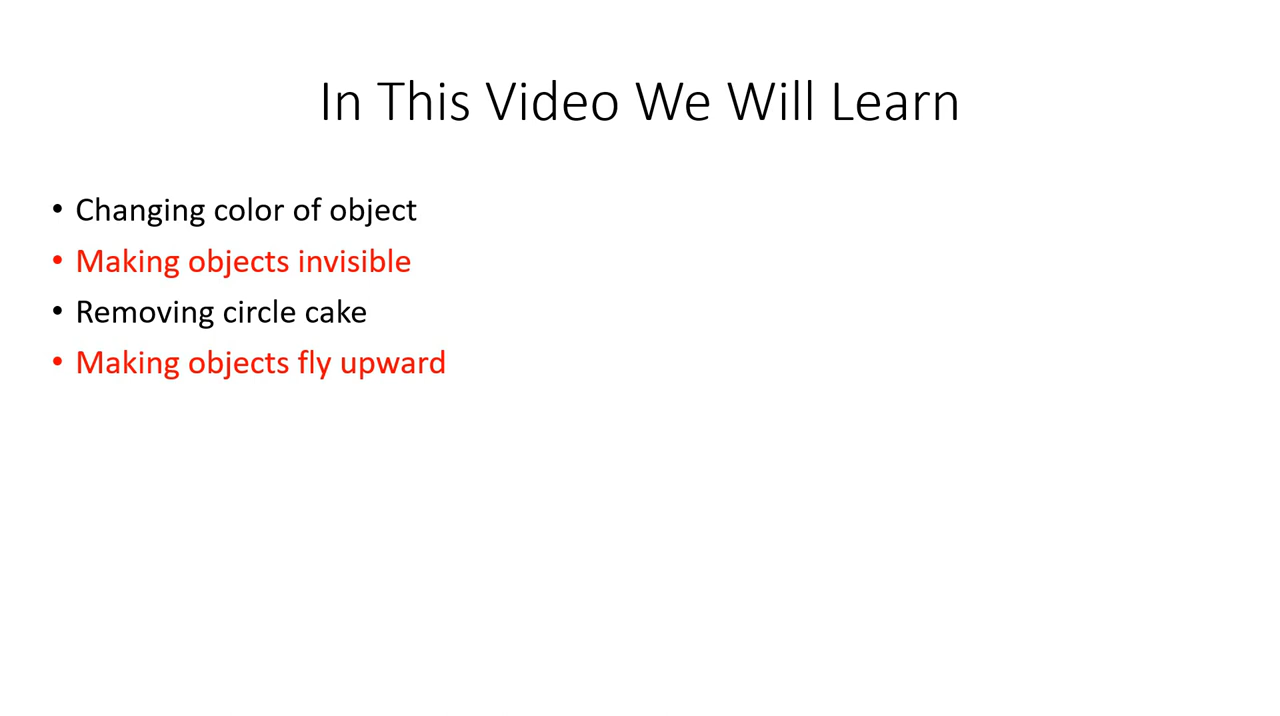 In This Video We Will Learn
• Changing color of object
• Making objects invisible
• Removing circle cake
• Making objects fly upward